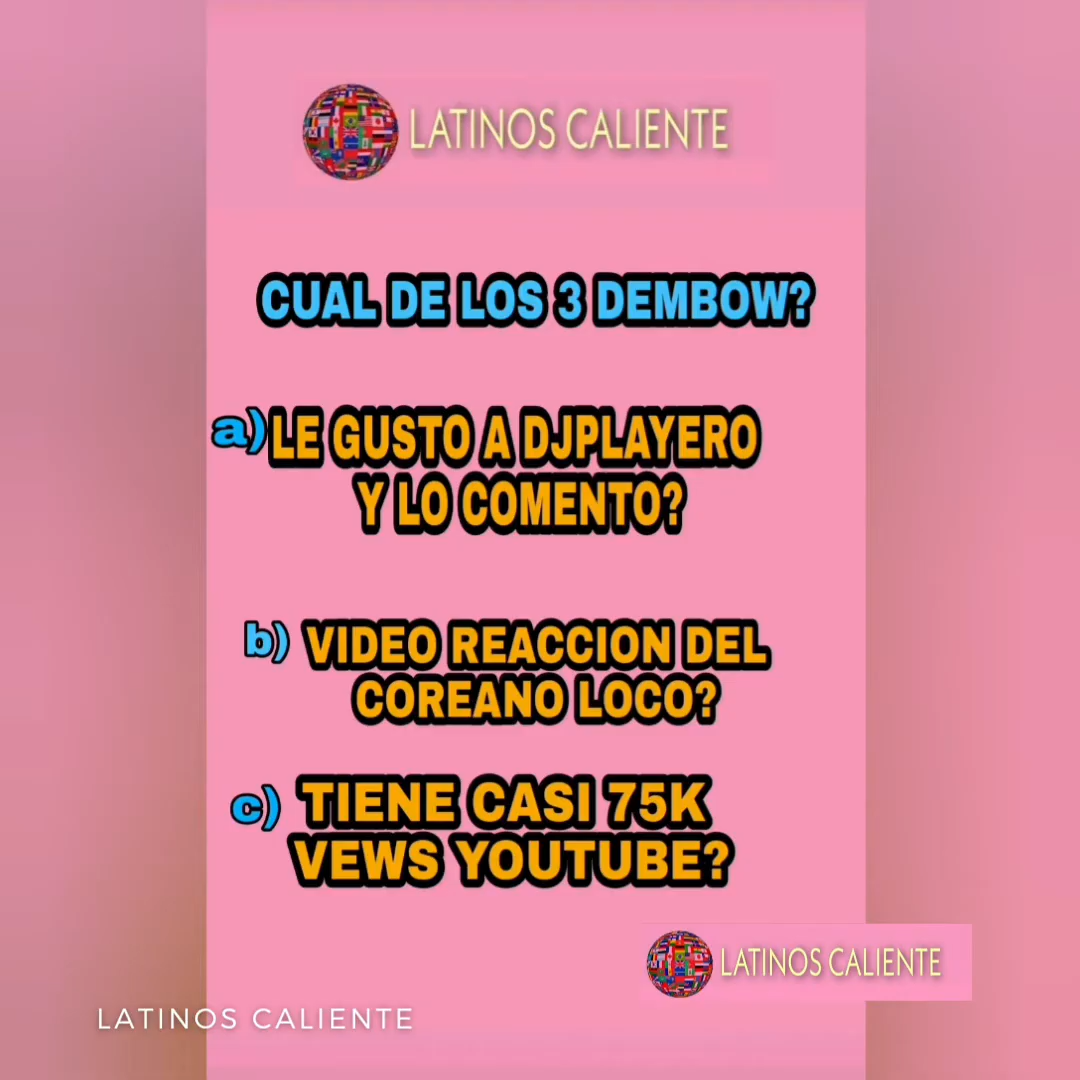 LATINOS CALIENTE
CUAL DE LOS 3 DEMBOW?
a) LE GUSTO A DJPLAYERO
Y LO COMENTO?
b) VIDEO REACCION DEL
COREANO LOCO?
c) TIENE CASI 75K
VEWS YOUTUBE?
LATINOS CALIENTE
LATINOS CALIENTE